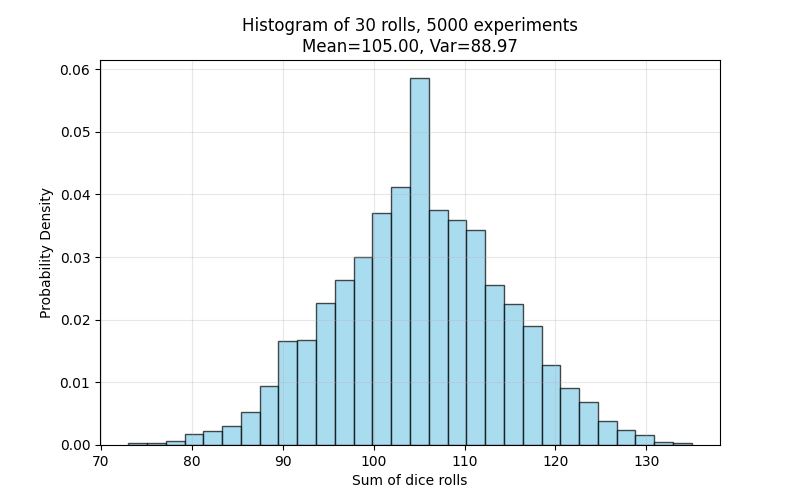 Histogram of 30 rolls, 5000 experiments
Mean=105.00, Var=88.97
Probability Density
0.06
0.05
0.04
0.03
0.02
0.01
0.00
70 80 90 100 110 120 130
Sum of dice rolls